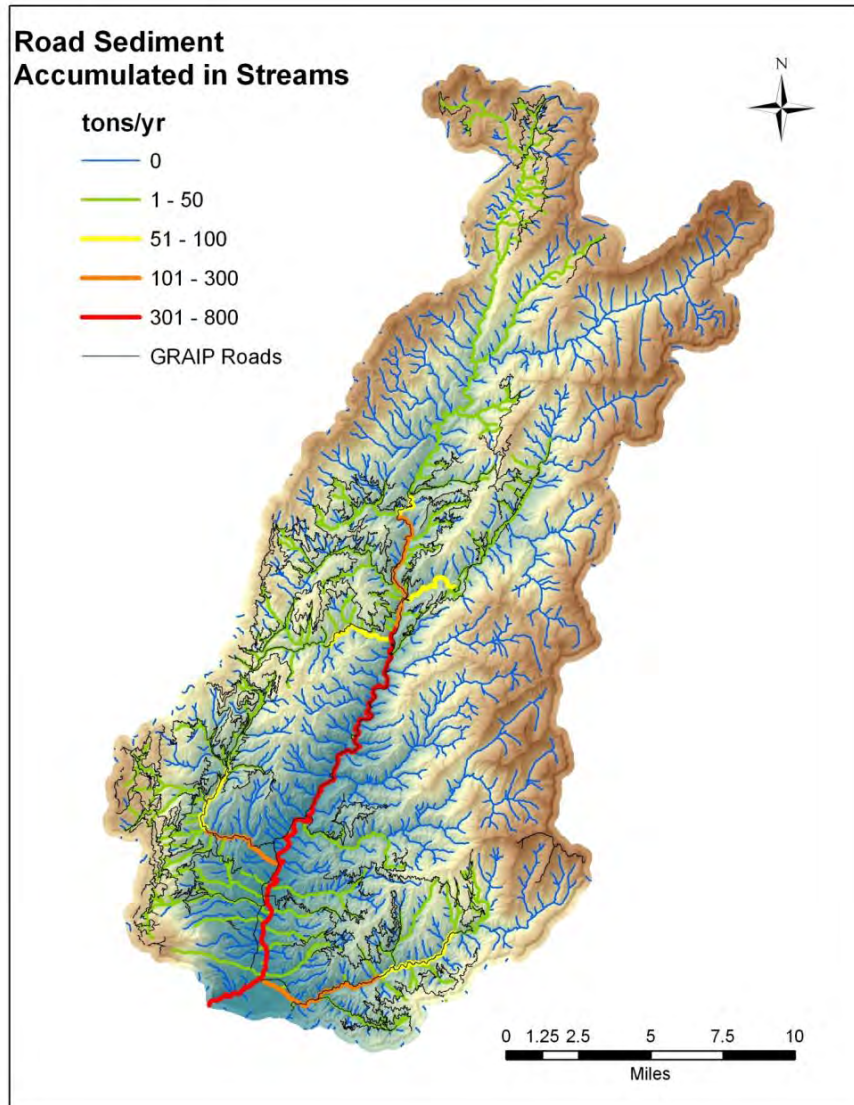 Road Sediment
Accumulated in Streams
tons/yr
0
1 - 50
51 - 100
101 - 300
301 - 800
GRAIP Roads
N
0 1.25 2.5 5 7.5 10
Miles